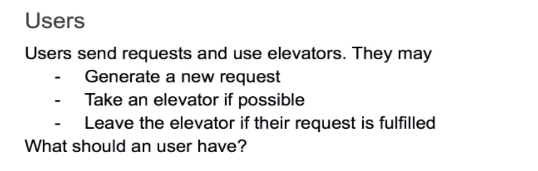 Users
Users send requests and use elevators. They may
- Generate a new request
- Take an elevator if possible
- Leave the elevator if their request is fulfilled
What should an user have?